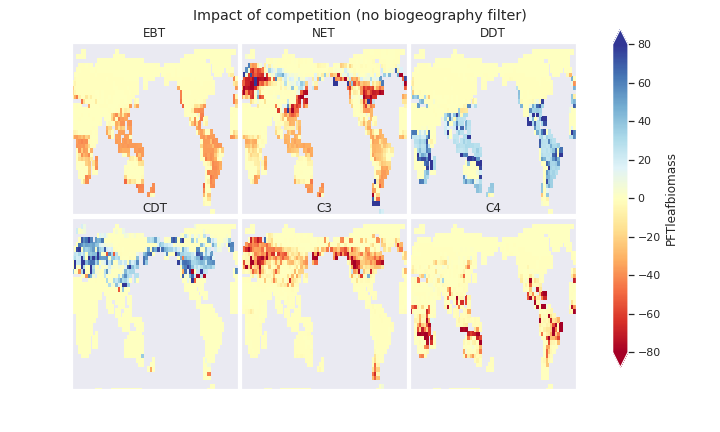 Impact of competition (no biogeography filter)
EBT
NET
DDT
CDT
C3
C4
80
60
40
20
0
−20
−40
−60
−80
PFTleafbiomass